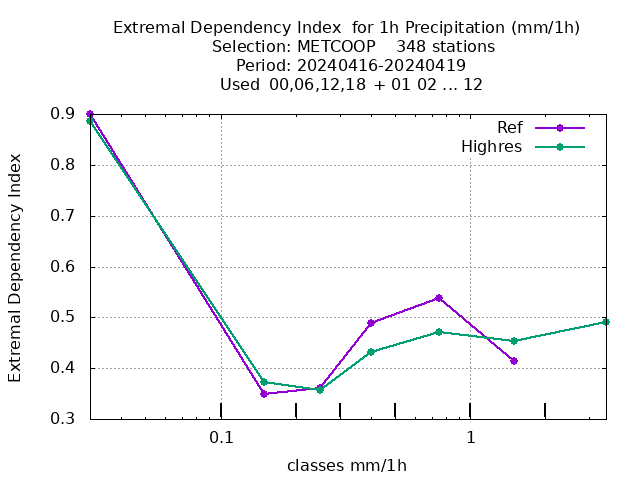 Extremal Dependency Index  for 1h Precipitation (mm/1h)
Selection: METCOOP    348 stations
Period: 20240416-20240419
Used  00,06,12,18  + 01 02 ... 12
Ref
Highres
0.9
0.8
0.7
0.6
0.5
0.4
0.3
Extremal Dependency Index
0.1 1
classes mm/1h